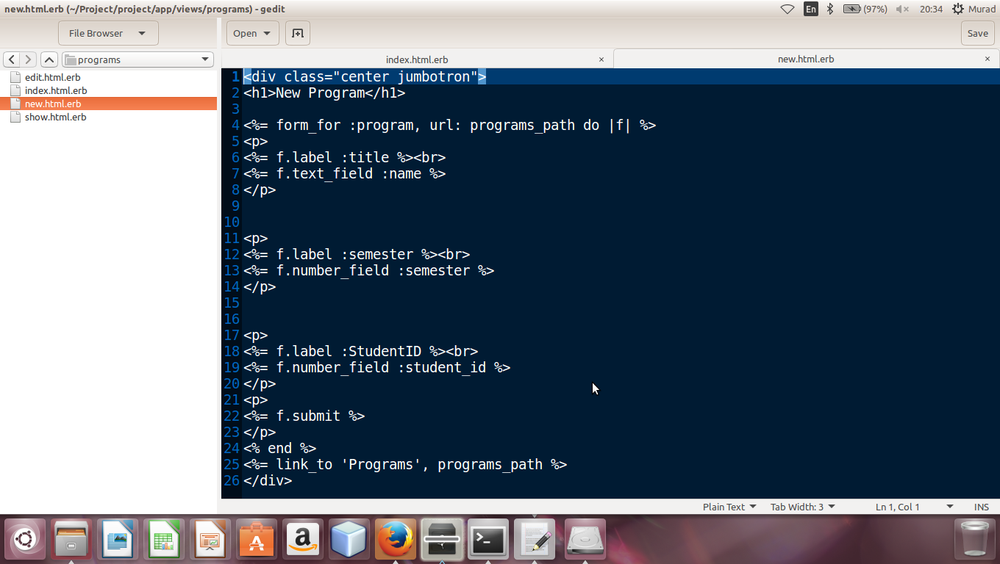 new.html.erb (~/Project/project/app/views/programs) - gedit
En
(97%)
20:34
Murad
File Browser
Open
Save
programs
index.html.erb ×
new.html.erb ×
edit.html.erb
index.html.erb
new.html.erb
show.html.erb
1 <div class="center jumbotron">
2 <h1>New Program</h1>
3
4 <%= form_for :program, url: programs_path do |f| %>
5 <p>
6 <%= f.label :title %><br>
7 <%= f.text_field :name %>
8 </p>
9
10
11 <p>
12 <%= f.label :semester %><br>
13 <%= f.number_field :semester %>
14 </p>
15
16
17 <p>
18 <%= f.label :StudentID %><br>
19 <%= f.number_field :student_id %>
20 </p>
21 <p>
22 <%= f.submit %>
23 </p>
24 <% end %>
25 <%= link_to 'Programs', programs_path %>
26 </div>
Plain Text
Tab Width: 3
Ln 1, Col 1
INS